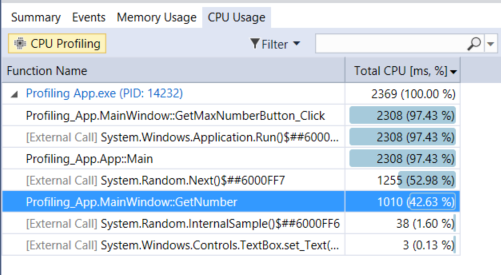 Summary Events Memory Usage CPU Usage
CPU Profiling Filter
Function Name Total CPU [ms, %]
Profiling App.exe (PID: 14232) 2369 (100.00 %)
Profiling_App.MainWindow::GetMaxNumberButton_Click 2308 (97.43 %)
[External Call] System.Windows.Application.Run()$##6000... 2308 (97.43 %)
Profiling_App.App::Main 2308 (97.43 %)
[External Call] System.Random.Next()$##6000FF7 1255 (52.98 %)
Profiling_App.MainWindow::GetNumber 1010 (42.63 %)
[External Call] System.Random.InternalSample()$##6000FF6 38 (1.60 %)
[External Call] System.Windows.Controls.TextBox.set_Text(... 3 (0.13 %)